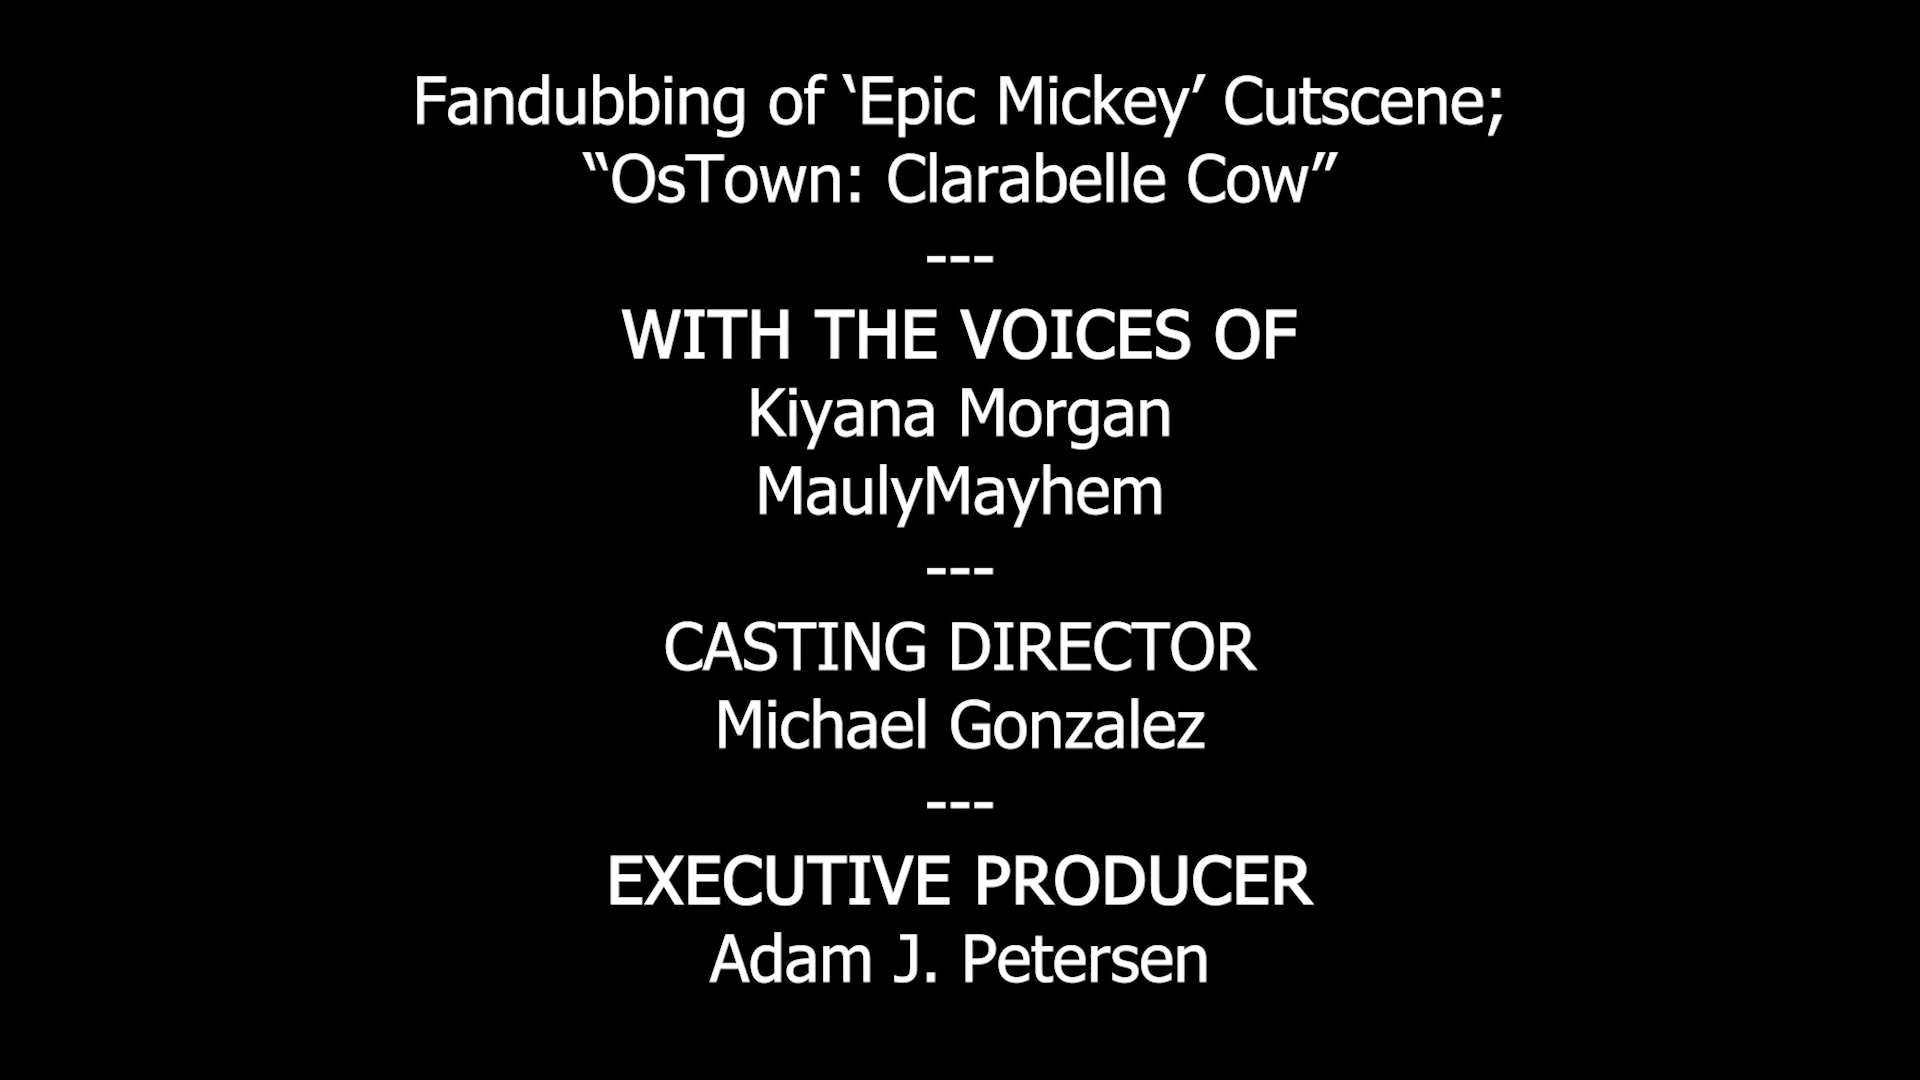 Fandubbing of ‘Epic Mickey’ Cutscene;
“OsTown: Clarabelle Cow”
---
WITH THE VOICES OF
Kiyana Morgan
MaulyMayhem
---
CASTING DIRECTOR
Michael Gonzalez
---
EXECUTIVE PRODUCER
Adam J. Petersen